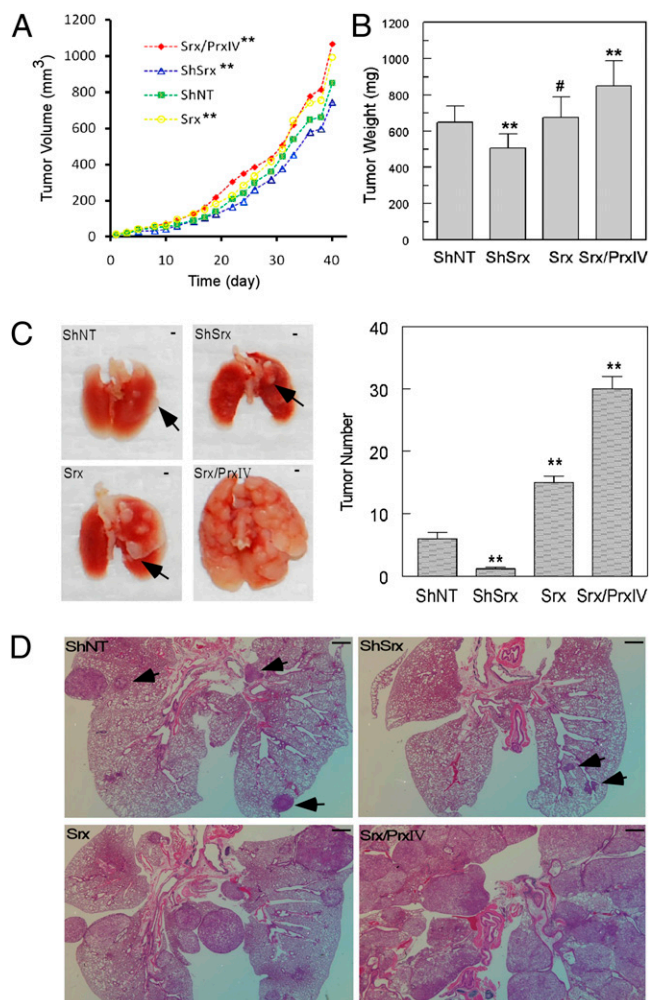 A
Tumor Volume (mm3)
1200
1000
800
600
400
200
0
Srx/PrxIV**
ShSrx**
ShNT
Srx**
0 10 20 30 40
Time (day)
B
Tumor Weight (mg)
1200
1000
800
600
400
200
0
**
#
**
ShNT ShSrx Srx Srx/PrxIV
C
ShNT
ShSrx
Srx
Srx/PrxIV
Tumor Number
40
30
20
10
0
**
**
**
ShNT ShSrx Srx Srx/PrxIV
D
ShNT
ShSrx
Srx
Srx/PrxIV